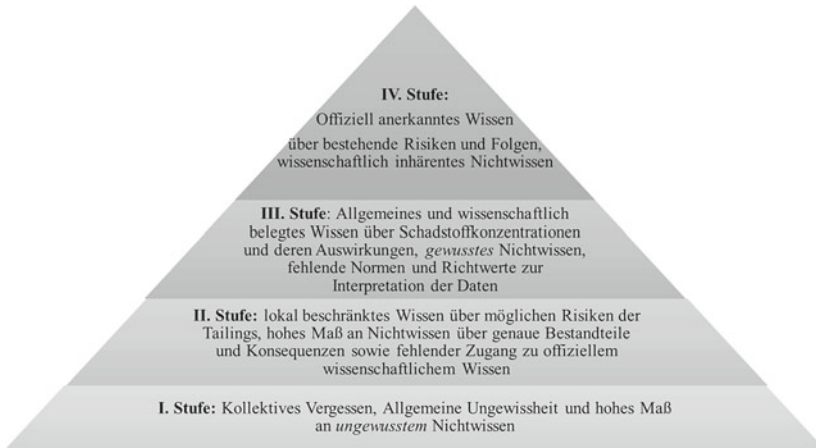 IV. Stufe:
Offiziell anerkanntes Wissen
über bestehende Risiken und Folgen,
wissenschaftlich inhärentes Nichtwissen
III. Stufe: Allgemeines und wissenschaftlich
belegtes Wissen über Schadstoffkonzentrationen
und deren Auswirkungen, gewusstes Nichtwissen,
fehlende Normen und Richtwerte zur
Interpretation der Daten
II. Stufe: lokal beschränktes Wissen über möglichen Risiken der
Tailings, hohes Maß an Nichtwissen über genaue Bestandteile
und Konsequenzen sowie fehlender Zugang zu offiziellem
wissenschaftlichem Wissen
I. Stufe: Kollektives Vergessen, Allgemeine Ungewissheit und hohes Maß
an ungewusstem Nichtwissen